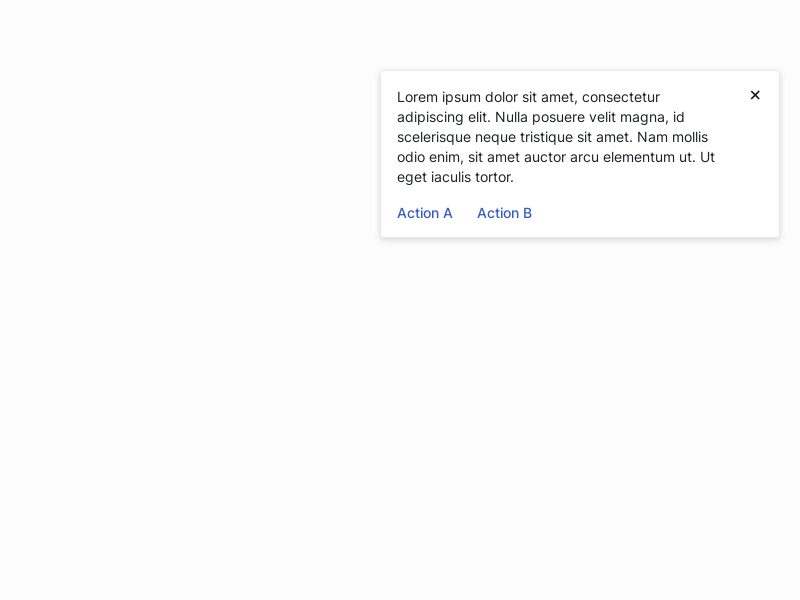 Lorem ipsum dolor sit amet, consectetur
adipiscing elit. Nulla posuere velit magna, id
scelerisque neque tristique sit amet. Nam mollis
odio enim, sit amet auctor arcu elementum ut. Ut
eget iaculis tortor.
Action A Action B